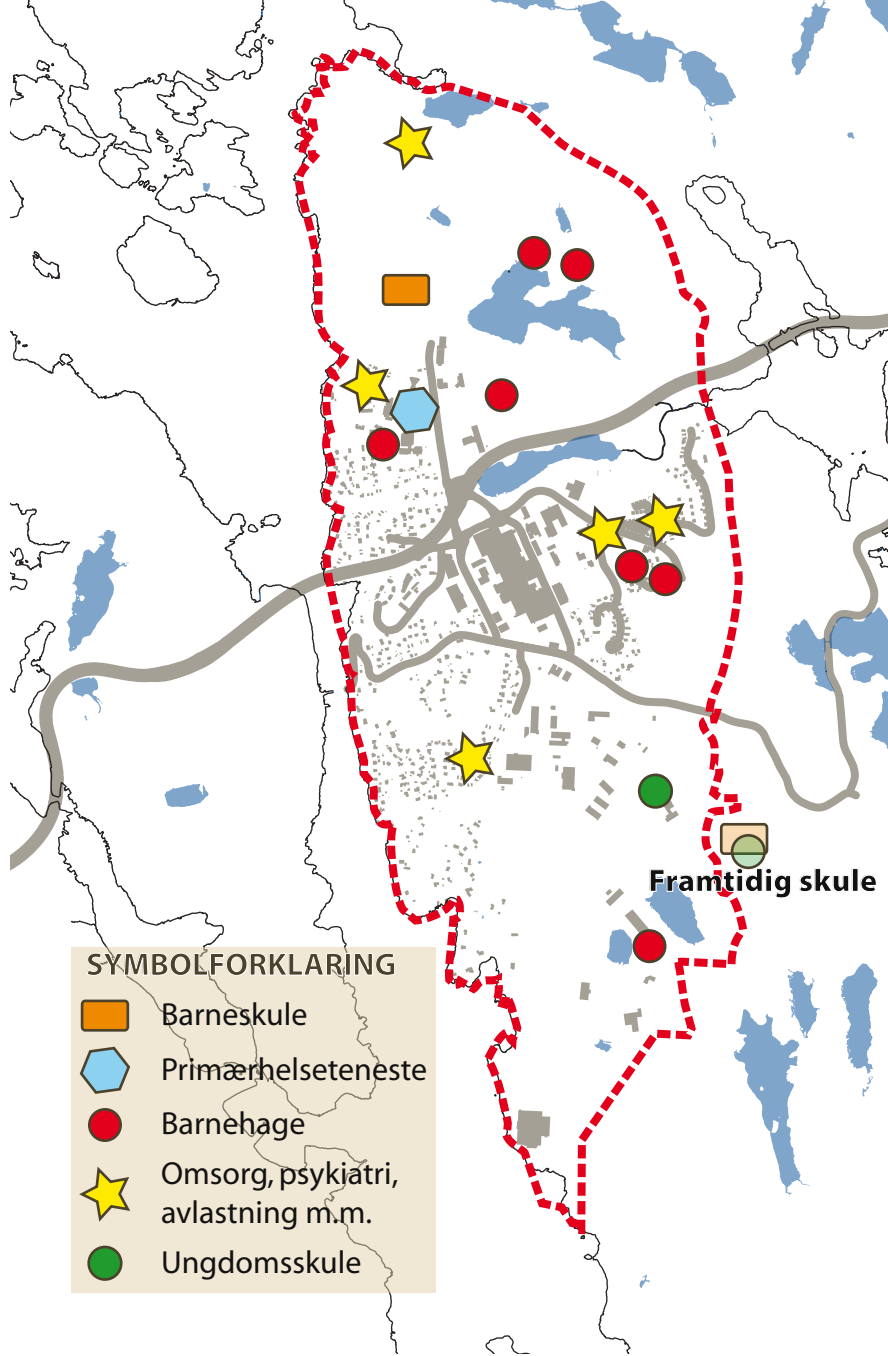 Framtidig skule
SYMBOLFORKLARING
Barneskule
Primærhelseteneste
Barnehage
Omsorg, psykiatri,
avlastning m.m.
Ungdomsskule